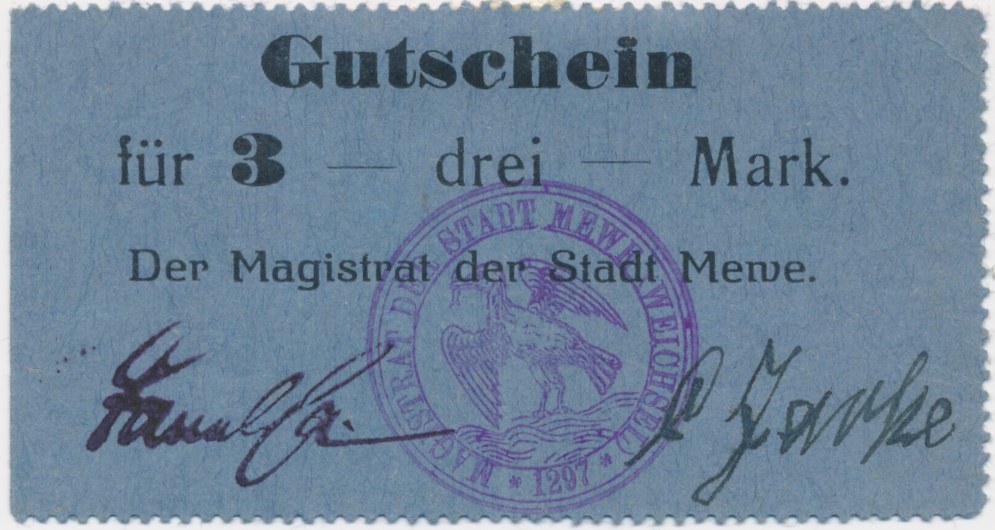 Gutschein
für 3 — drei — Mark.
Der Magistrat der Stadt Mewe.
MAGISTRAT DER STADT MEWE (WEICHSEL)
* 1297 *